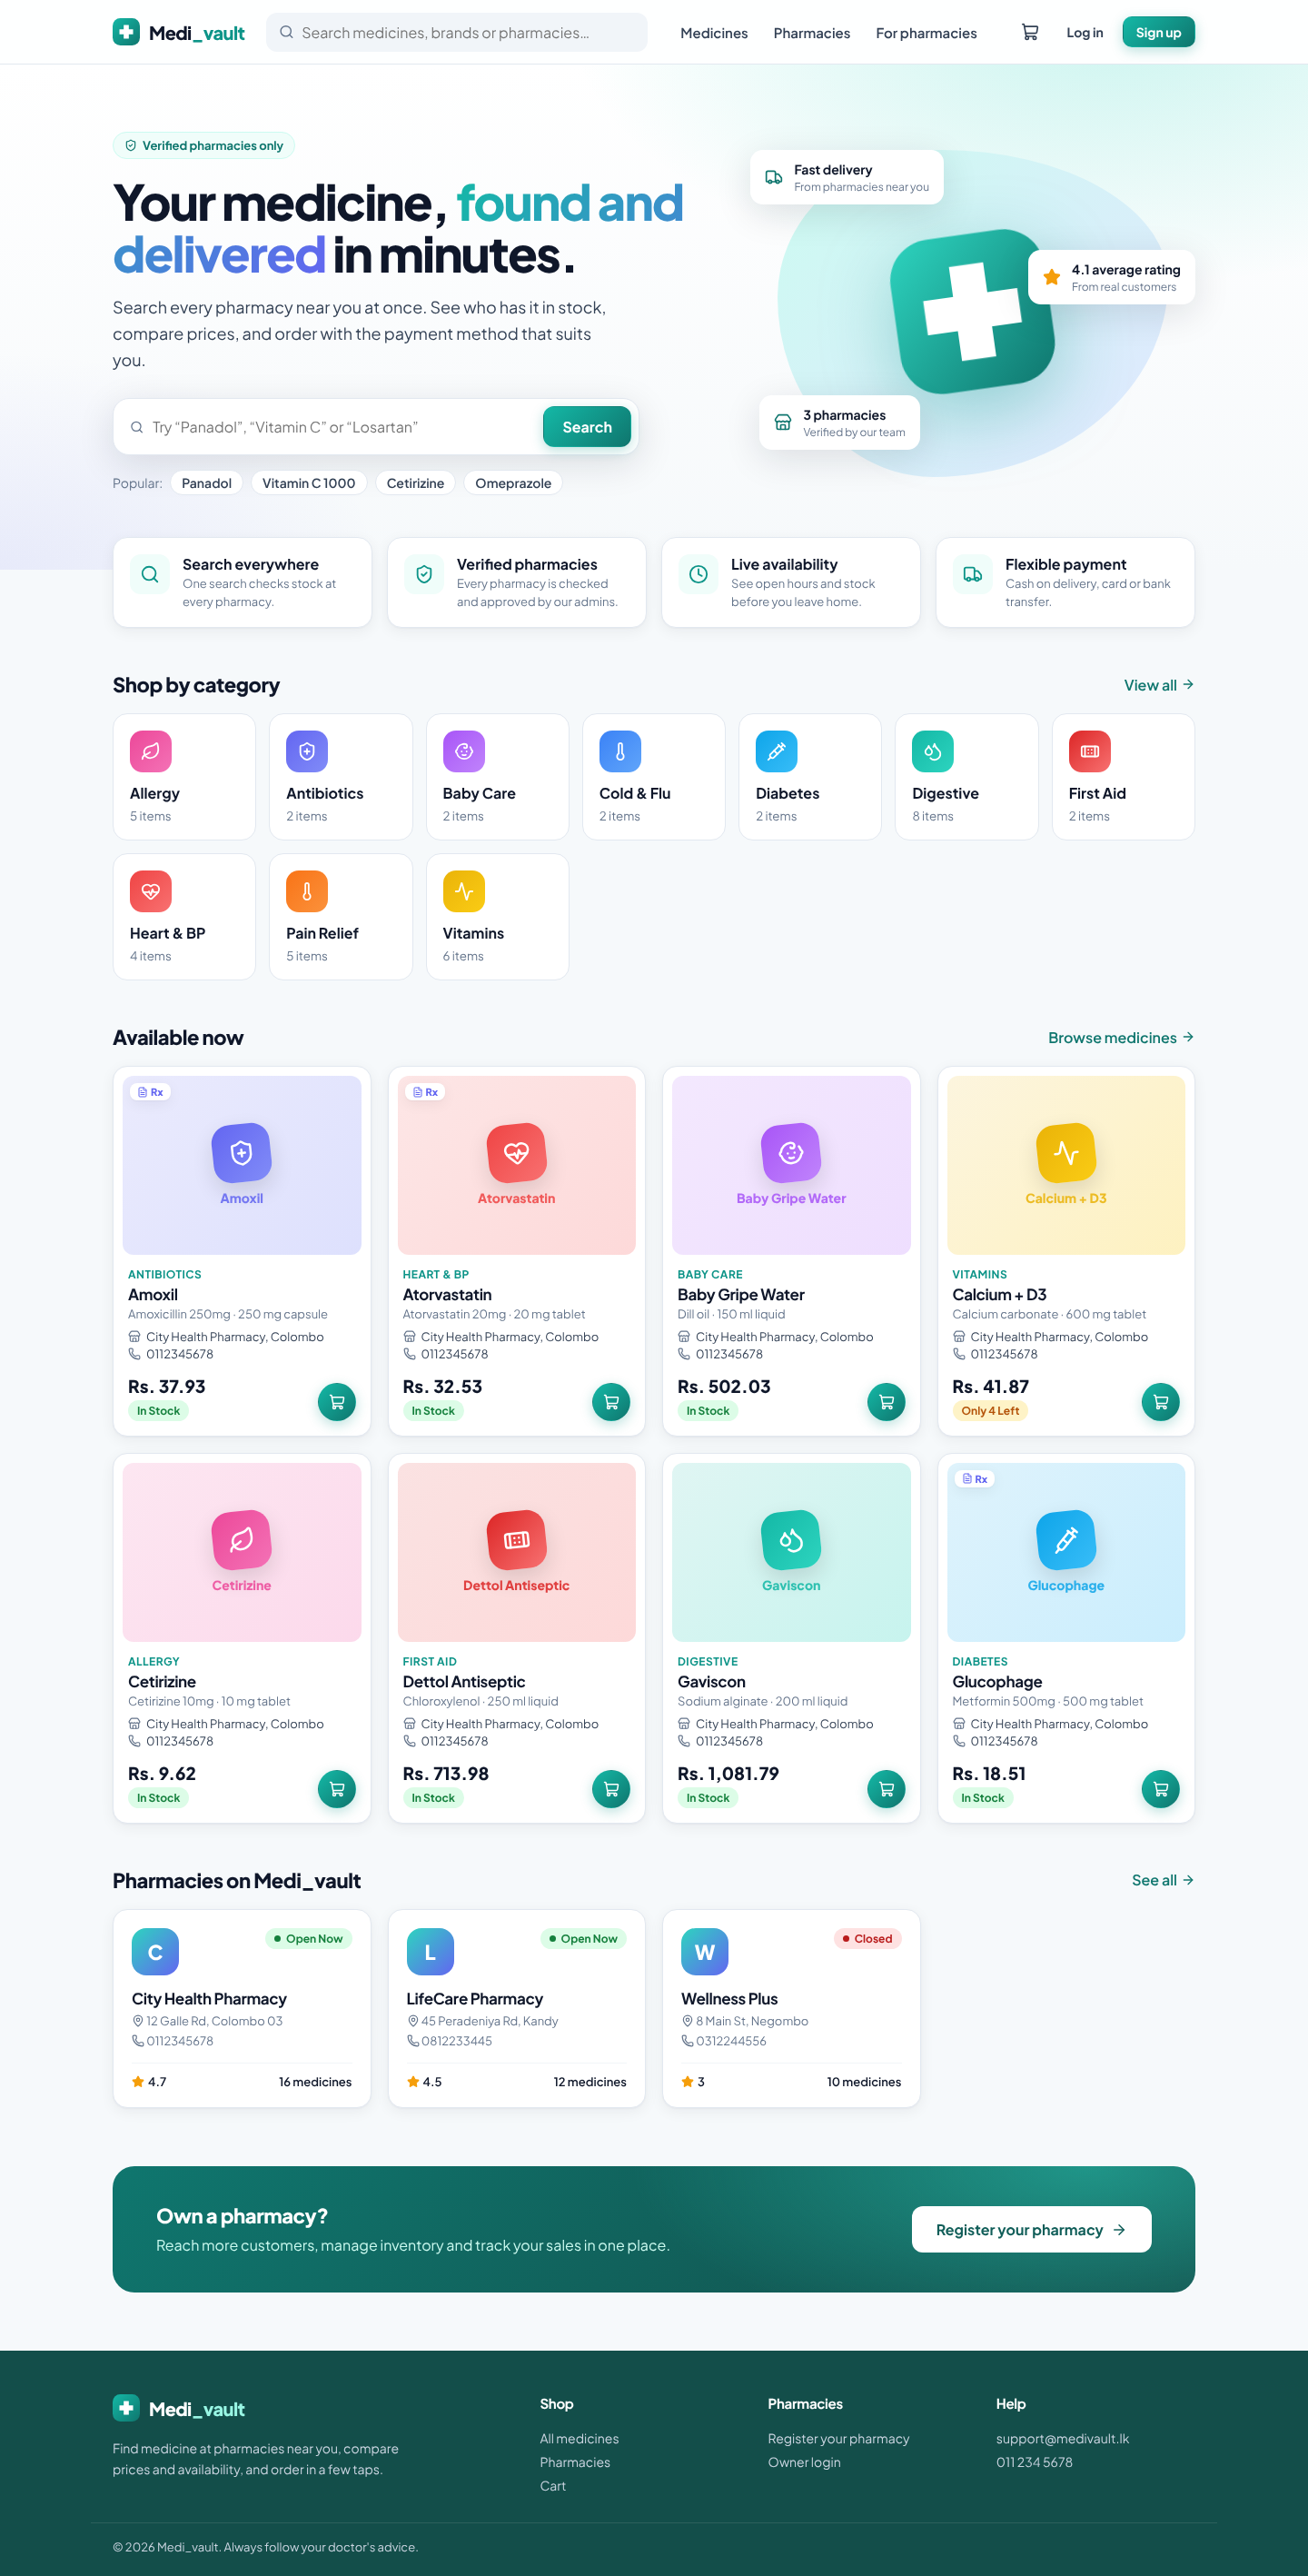 Medi_vault
Search medicines, brands or pharmacies...
Medicines
Pharmacies
For pharmacies
Log in
Sign up
Verified pharmacies only
Your medicine, found and
delivered in minutes.
Search every pharmacy near you at once. See who has it in stock,
compare prices, and order with the payment method that suits
you.
Try “Panadol”, “Vitamin C” or “Losartan”
Search
Popular:
Panadol
Vitamin C 1000
Cetirizine
Omeprazole
Fast delivery
From pharmacies near you
4.1 average rating
From real customers
3 pharmacies
Verified by our team
Search everywhere
One search checks stock at
every pharmacy.
Verified pharmacies
Every pharmacy is checked
and approved by our admins.
Live availability
See open hours and stock
before you leave home.
Flexible payment
Cash on delivery, card or bank
transfer.
Shop by category
View all
Allergy
5 items
Antibiotics
2 items
Baby Care
2 items
Cold & Flu
2 items
Diabetes
2 items
Digestive
8 items
First Aid
2 items
Heart & BP
4 items
Pain Relief
5 items
Vitamins
6 items
Available now
Browse medicines
Rx
Amoxil
ANTIBIOTICS
Amoxil
Amoxicillin 250mg · 250 mg capsule
City Health Pharmacy, Colombo
0112345678
Rs. 37.93
In Stock
Rx
Atorvastatin
HEART & BP
Atorvastatin
Atorvastatin 20mg · 20 mg tablet
City Health Pharmacy, Colombo
0112345678
Rs. 32.53
In Stock
Baby Gripe Water
BABY CARE
Baby Gripe Water
Dill oil · 150 ml liquid
City Health Pharmacy, Colombo
0112345678
Rs. 502.03
In Stock
Calcium + D3
VITAMINS
Calcium + D3
Calcium carbonate · 600 mg tablet
City Health Pharmacy, Colombo
0112345678
Rs. 41.87
Only 4 Left
Cetirizine
ALLERGY
Cetirizine
Cetirizine 10mg · 10 mg tablet
City Health Pharmacy, Colombo
0112345678
Rs. 9.62
In Stock
Dettol Antiseptic
FIRST AID
Dettol Antiseptic
Chloroxylenol · 250 ml liquid
City Health Pharmacy, Colombo
0112345678
Rs. 713.98
In Stock
Gaviscon
DIGESTIVE
Gaviscon
Sodium alginate · 200 ml liquid
City Health Pharmacy, Colombo
0112345678
Rs. 1,081.79
In Stock
Rx
Glucophage
DIABETES
Glucophage
Metformin 500mg · 500 mg tablet
City Health Pharmacy, Colombo
0112345678
Rs. 18.51
In Stock
Pharmacies on Medi_vault
See all
C
Open Now
City Health Pharmacy
12 Galle Rd, Colombo 03
0112345678
4.7
16 medicines
L
Open Now
LifeCare Pharmacy
45 Peradeniya Rd, Kandy
0812233445
4.5
12 medicines
W
Closed
Wellness Plus
8 Main St, Negombo
0312244556
3
10 medicines
Own a pharmacy?
Reach more customers, manage inventory and track your sales in one place.
Register your pharmacy
Medi_vault
Find medicine at pharmacies near you, compare
prices and availability, and order in a few taps.
Shop
All medicines
Pharmacies
Cart
Pharmacies
Register your pharmacy
Owner login
Help
support@medivault.lk
011 234 5678
© 2026 Medi_vault. Always follow your doctor's advice.